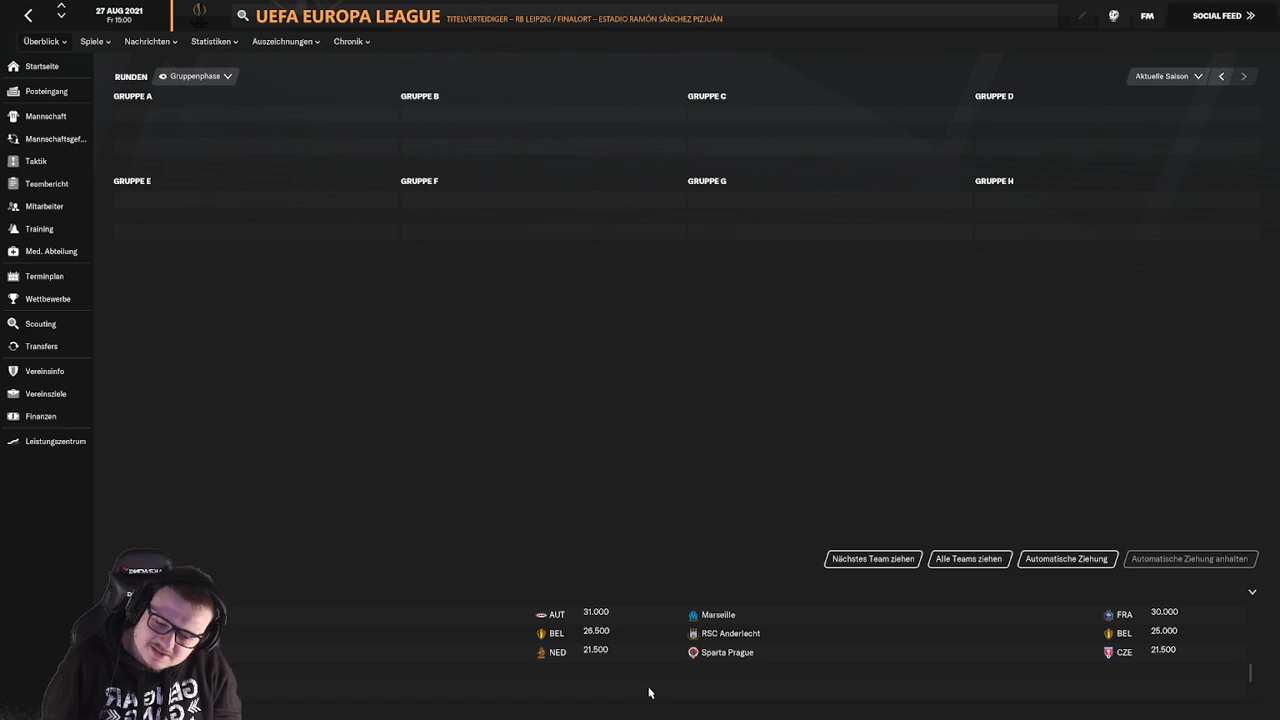 27 AUG 2021
Fr 15:00
UEFA EUROPA LEAGUE TITELVERTEIDIGER – RB LEIPZIG / FINALORT – ESTADIO RAMÓN SÁNCHEZ PIZJUÁN
FM
SOCIAL FEED
Überblick Spiele Nachrichten Statistiken Auszeichnungen Chronik
Startseite
Posteingang
Mannschaft
Mannschaftsgef...
Taktik
Teambericht
Mitarbeiter
Training
Med. Abteilung
Terminplan
Wettbewerbe
Scouting
Transfers
Vereinsinfo
Vereinsziele
Finanzen
Leistungszentrum
RUNDEN Gruppenphase Aktuelle Saison
GRUPPE A GRUPPE B GRUPPE C GRUPPE D
GRUPPE E GRUPPE F GRUPPE G GRUPPE H
Nächstes Team ziehen Alle Teams ziehen Automatische Ziehung Automatische Ziehung anhalten
AUT 31.000 Marseille FRA 30.000
BEL 26.500 RSC Anderlecht BEL 25.000
NED 21.500 Sparta Prague CZE 21.500